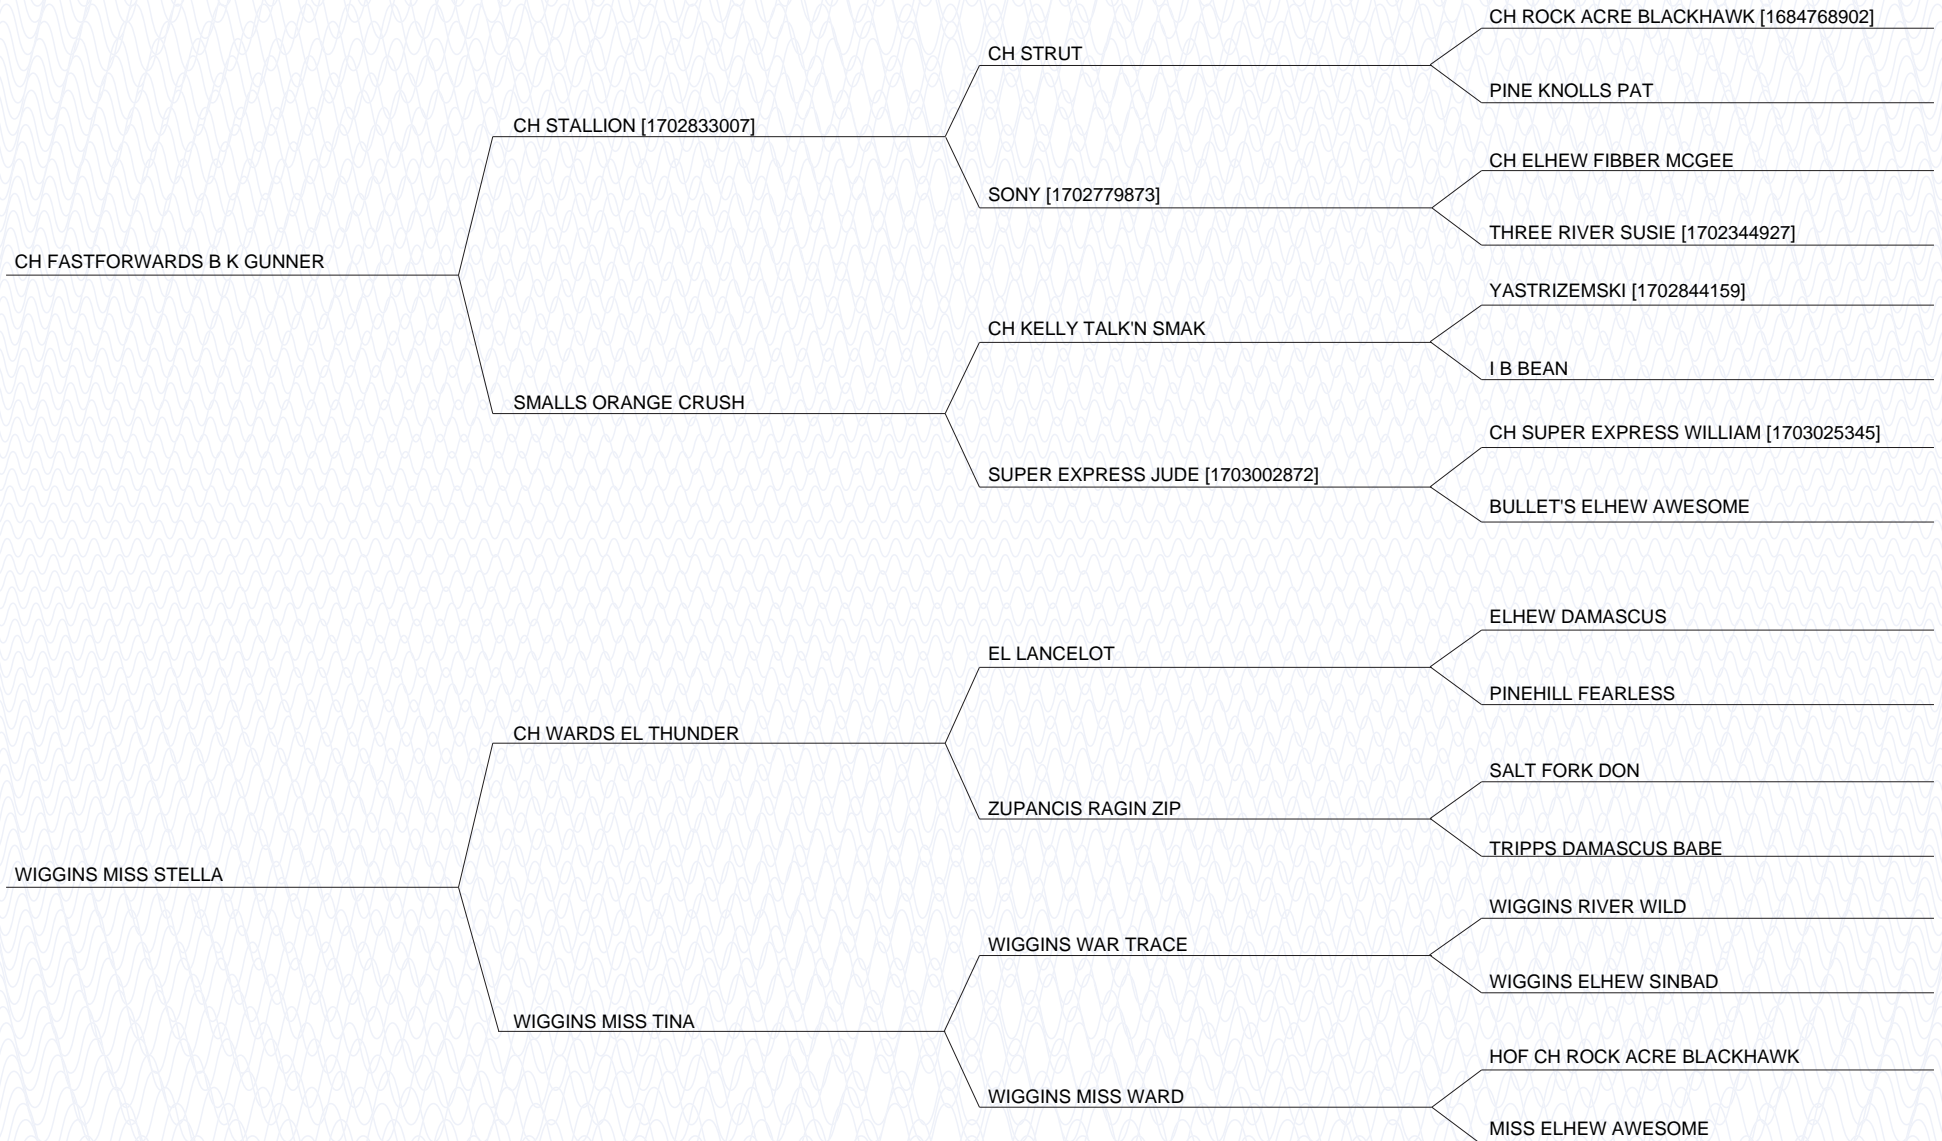 CH ROCK ACRE BLACKHAWK [1684768902]
CH STRUT
PINE KNOLLS PAT
CH STALLION [1702833007]
CH ELHEW FIBBER MCGEE
SONY [1702779873]
THREE RIVER SUSIE [1702344927]
CH FASTFORWARDS B K GUNNER
YASTRIZEMSKI [1702844159]
CH KELLY TALK'N SMAK
I B BEAN
SMALLS ORANGE CRUSH
CH SUPER EXPRESS WILLIAM [1703025345]
SUPER EXPRESS JUDE [1703002872]
BULLET'S ELHEW AWESOME
ELHEW DAMASCUS
EL LANCELOT
PINEHILL FEARLESS
CH WARDS EL THUNDER
SALT FORK DON
ZUPANCIS RAGIN ZIP
TRIPPS DAMASCUS BABE
WIGGINS MISS STELLA
WIGGINS RIVER WILD
WIGGINS WAR TRACE
WIGGINS ELHEW SINBAD
WIGGINS MISS TINA
HOF CH ROCK ACRE BLACKHAWK
WIGGINS MISS WARD
MISS ELHEW AWESOME